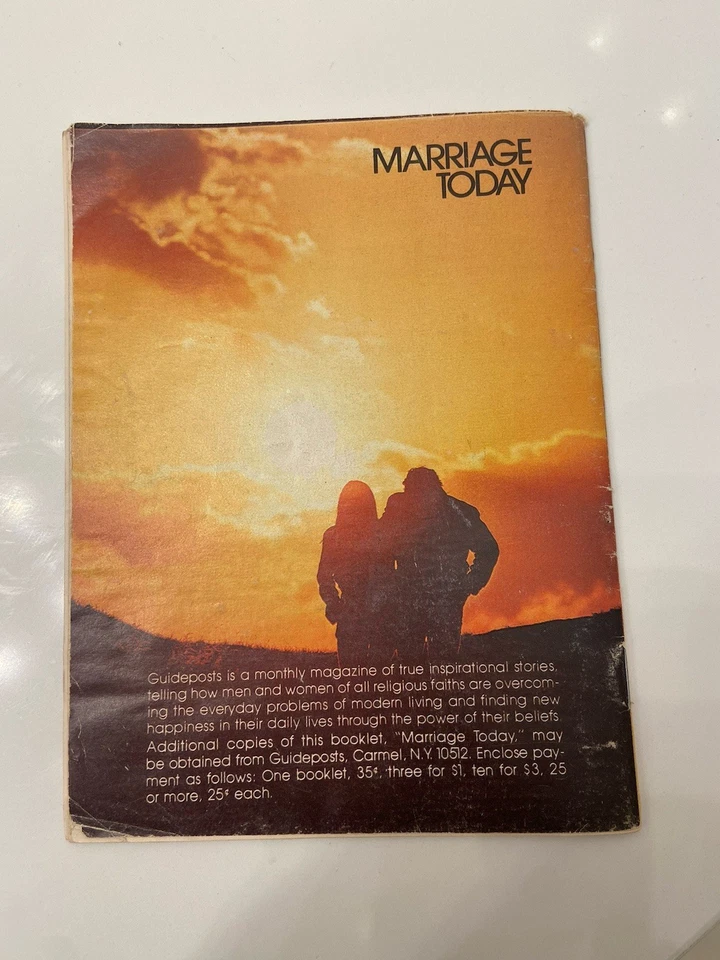 MARRIAGE
TODAY
Guideposts is a monthly magazine of true inspirational stories,
telling how men and women of all religious faiths are overcom-
ing the everyday problems of modern living and finding new
happiness in their daily lives through the power of their beliefs.
Additional copies of this booklet, “Marriage Today,” may
be obtained from Guideposts, Carmel, N.Y. 10512. Enclose pay-
ment as follows: One booklet, 35¢, three for $1, ten for $3, 25
or more, 25¢ each.